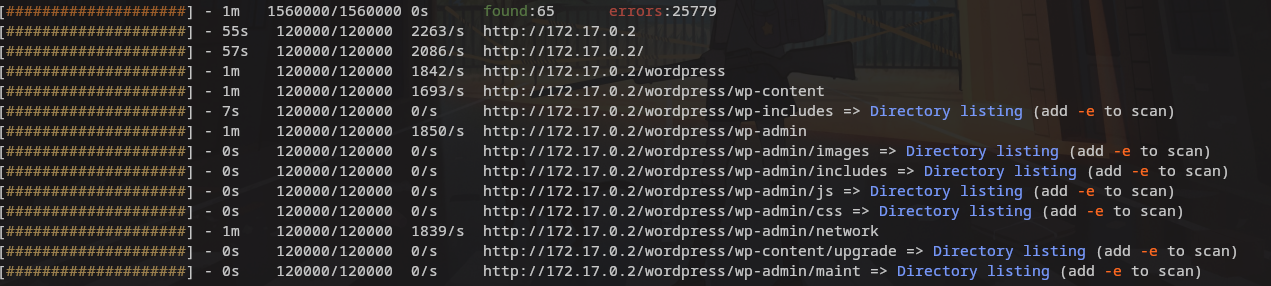 [####################] - 1m   1560000/1560000 0s      found:65      errors:25779
[####################] - 55s   120000/120000  2263/s  http://172.17.0.2
[####################] - 57s   120000/120000  2086/s  http://172.17.0.2/
[####################] - 1m    120000/120000  1842/s  http://172.17.0.2/wordpress
[####################] - 1m    120000/120000  1693/s  http://172.17.0.2/wordpress/wp-content
[####################] - 7s    120000/120000  0/s     http://172.17.0.2/wordpress/wp-includes => Directory listing (add -e to scan)
[####################] - 1m    120000/120000  1850/s  http://172.17.0.2/wordpress/wp-admin
[####################] - 0s    120000/120000  0/s     http://172.17.0.2/wordpress/wp-admin/images => Directory listing (add -e to scan)
[####################] - 0s    120000/120000  0/s     http://172.17.0.2/wordpress/wp-admin/includes => Directory listing (add -e to scan)
[####################] - 0s    120000/120000  0/s     http://172.17.0.2/wordpress/wp-admin/js => Directory listing (add -e to scan)
[####################] - 0s    120000/120000  0/s     http://172.17.0.2/wordpress/wp-admin/css => Directory listing (add -e to scan)
[####################] - 1m    120000/120000  1839/s  http://172.17.0.2/wordpress/wp-admin/network
[####################] - 0s    120000/120000  0/s     http://172.17.0.2/wordpress/wp-content/upgrade => Directory listing (add -e to scan)
[####################] - 0s    120000/120000  0/s     http://172.17.0.2/wordpress/wp-admin/maint => Directory listing (add -e to scan)